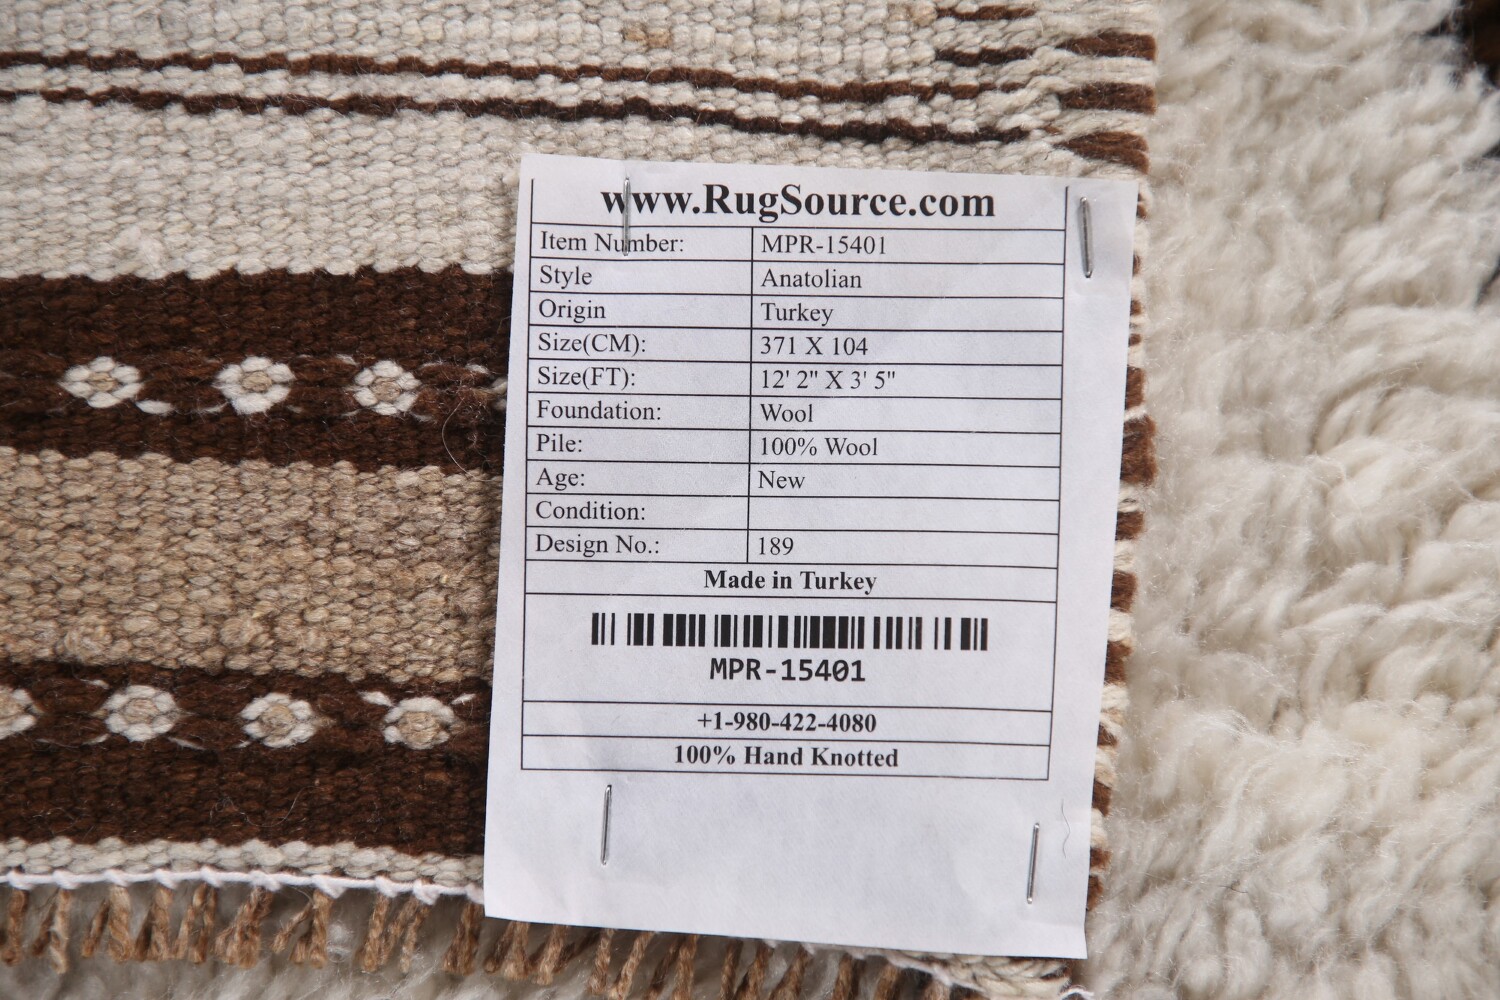 www.RugSource.com
Item Number: MPR-15401
Style Anatolian
Origin Turkey
Size(CM): 371 X 104
Size(FT): 12' 2" X 3' 5"
Foundation: Wool
Pile: 100% Wool
Age: New
Condition:
Design No.: 189
Made in Turkey
MPR-15401
+1-980-422-4080
100% Hand Knotted